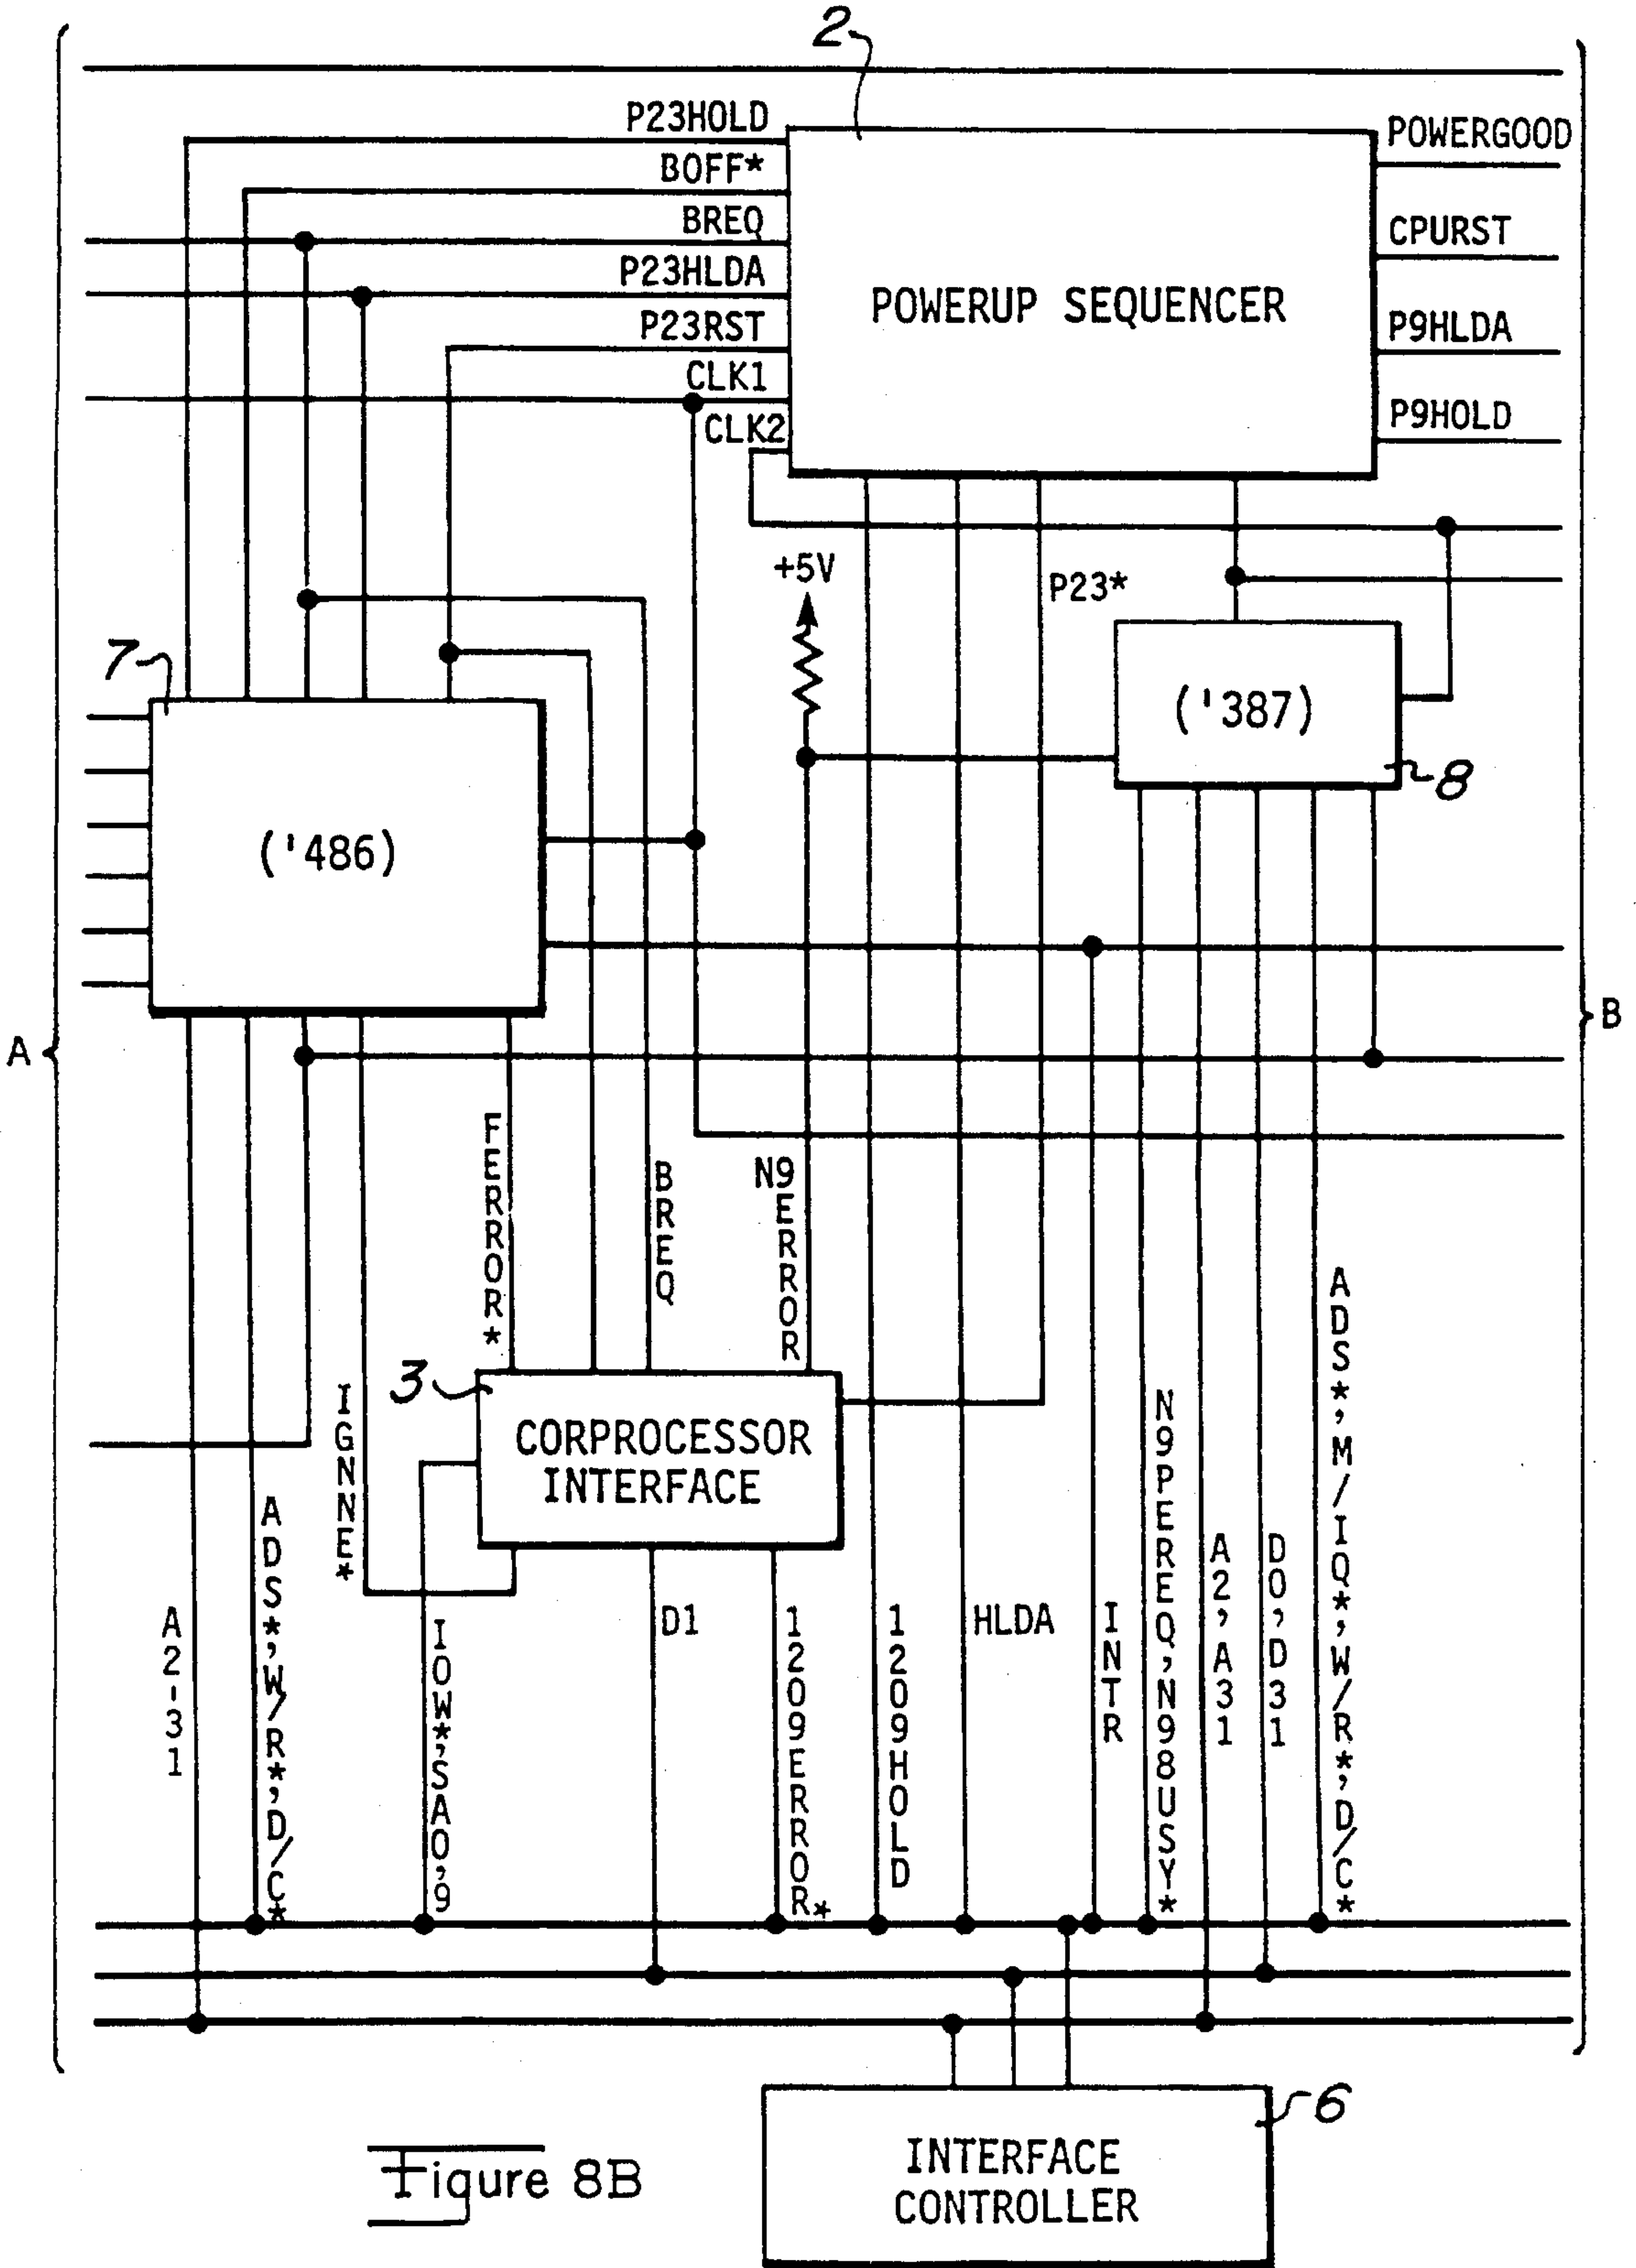 2
P23HOLD
POWERGOOD
BOFF*
BREQ
CPURST
P23HLDA
POWERUP SEQUENCER
P23RST
P9HLDA
CLK1
CLK2
P9HOLD
+5V
P23*
7
('387)
8
('486)
A
B
FERROR*
BREQ
N9ERROR
3
IGNNE*
CORPROCESSOR
INTERFACE
ADS*,M/IQ*,W/R*,D/C*
N9PEREQ,N98USY*
A2,A31
D0,D31
A2-31
ADS*,W/R*,D/C*
IOW*,SA0,9
D1
1209ERROR*
1209HOLD
HLDA
INTR
6
INTERFACE
CONTROLLER
Figure 8B